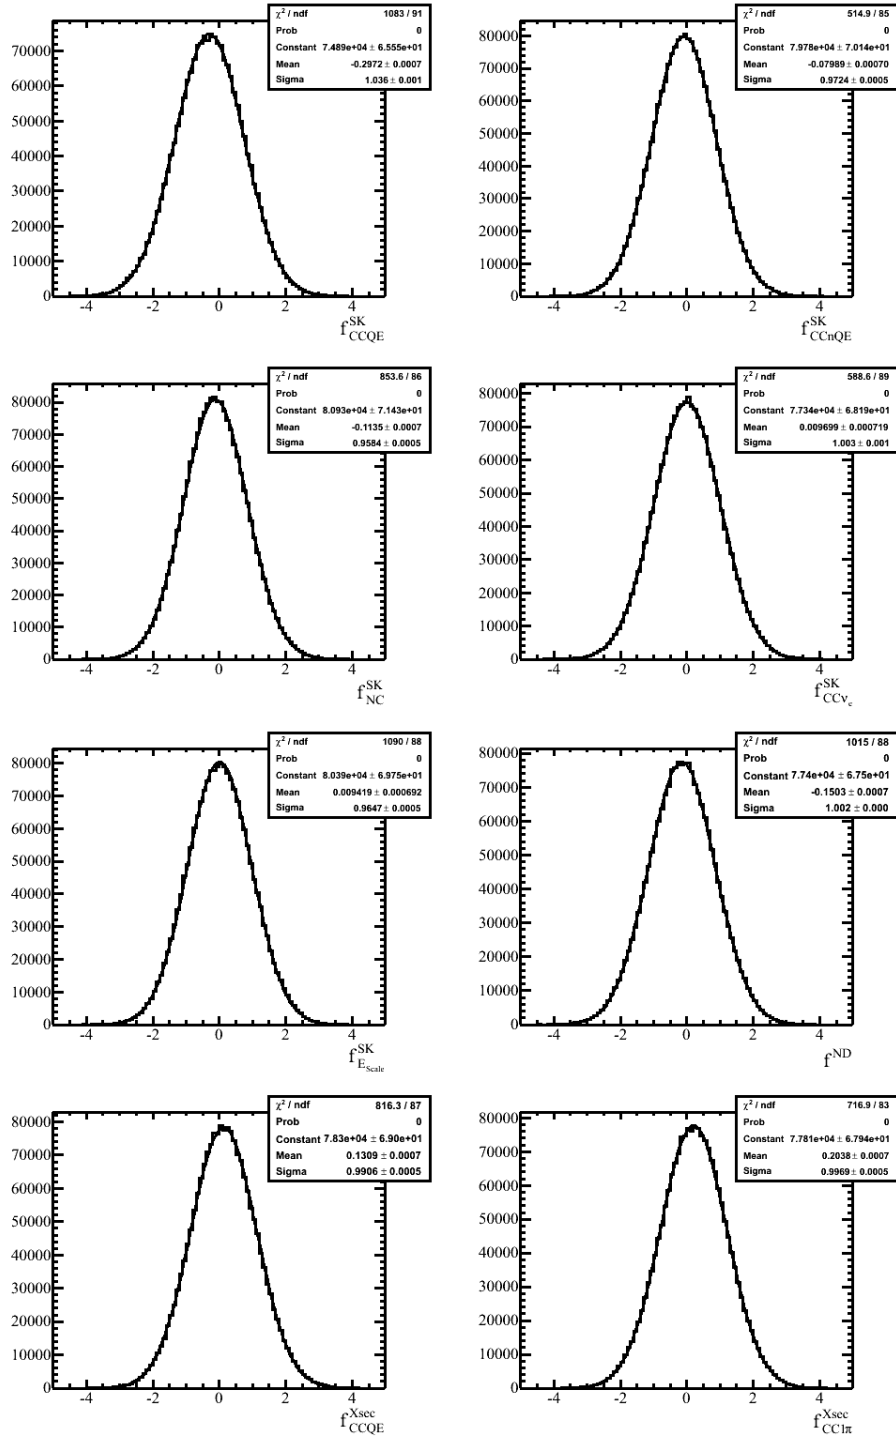 χ² / ndf 1083 / 91
Prob 0
Constant 7.489e+04 ± 6.555e+01
Mean -0.2972 ± 0.0007
Sigma 1.036 ± 0.001
70000
60000
50000
40000
30000
20000
10000
0
-4 -2 0 2 4
f^SK_CCQE
χ² / ndf 514.9 / 85
Prob 0
Constant 7.978e+04 ± 7.014e+01
Mean -0.07989 ± 0.00070
Sigma 0.9724 ± 0.0005
80000
70000
60000
50000
40000
30000
20000
10000
0
-4 -2 0 2 4
f^SK_CCnQE
χ² / ndf 853.6 / 86
Prob 0
Constant 8.093e+04 ± 7.143e+01
Mean -0.1135 ± 0.0007
Sigma 0.9584 ± 0.0005
80000
70000
60000
50000
40000
30000
20000
10000
0
-4 -2 0 2 4
f^SK_NC
χ² / ndf 588.6 / 89
Prob 0
Constant 7.734e+04 ± 6.819e+01
Mean 0.009699 ± 0.000719
Sigma 1.003 ± 0.001
80000
70000
60000
50000
40000
30000
20000
10000
0
-4 -2 0 2 4
f^SK_CCν_e
χ² / ndf 1090 / 88
Prob 0
Constant 8.039e+04 ± 6.975e+01
Mean 0.009419 ± 0.000692
Sigma 0.9647 ± 0.0005
80000
70000
60000
50000
40000
30000
20000
10000
0
-4 -2 0 2 4
f^SK_E_Scale
χ² / ndf 1015 / 88
Prob 0
Constant 7.74e+04 ± 6.75e+01
Mean -0.1503 ± 0.0007
Sigma 1.002 ± 0.000
80000
70000
60000
50000
40000
30000
20000
10000
0
-4 -2 0 2 4
f^ND
χ² / ndf 816.3 / 87
Prob 0
Constant 7.83e+04 ± 6.90e+01
Mean 0.1309 ± 0.0007
Sigma 0.9906 ± 0.0005
80000
70000
60000
50000
40000
30000
20000
10000
0
-4 -2 0 2 4
f^Xsec_CCQE
χ² / ndf 716.9 / 83
Prob 0
Constant 7.781e+04 ± 6.794e+01
Mean 0.2038 ± 0.0007
Sigma 0.9969 ± 0.0005
80000
70000
60000
50000
40000
30000
20000
10000
0
-4 -2 0 2 4
f^Xsec_CC1π